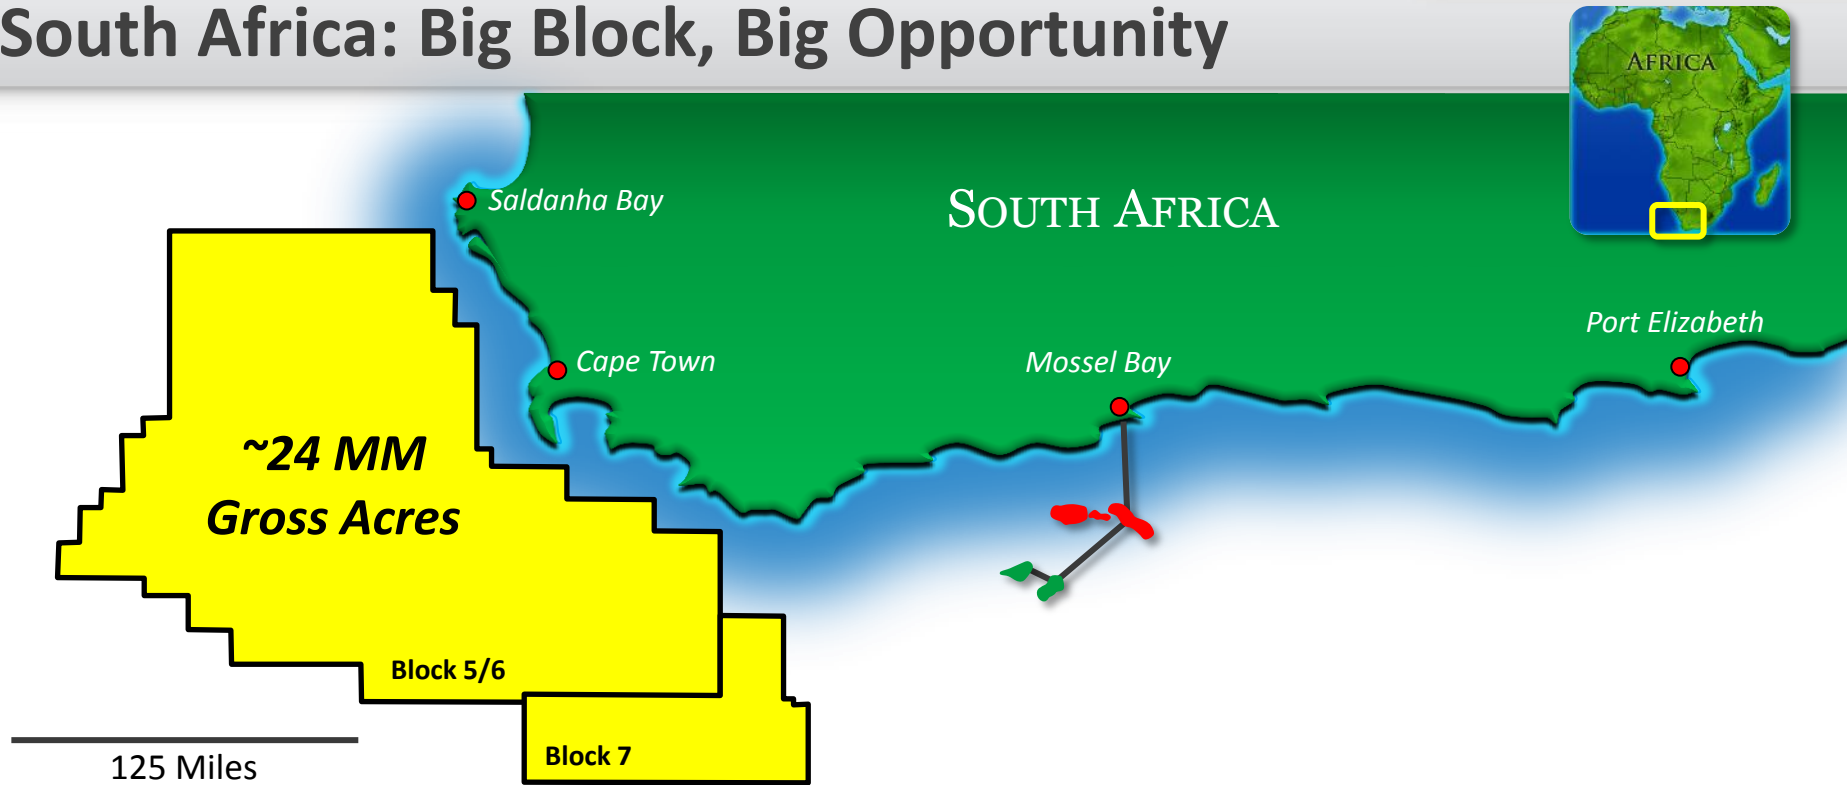 South Africa: Big Block, Big Opportunity
AFRICA
Saldanha Bay
SOUTH AFRICA
Port Elizabeth
Cape Town
Mossel Bay
~24 MM
Gross Acres
Block 5/6
Block 7
125 Miles